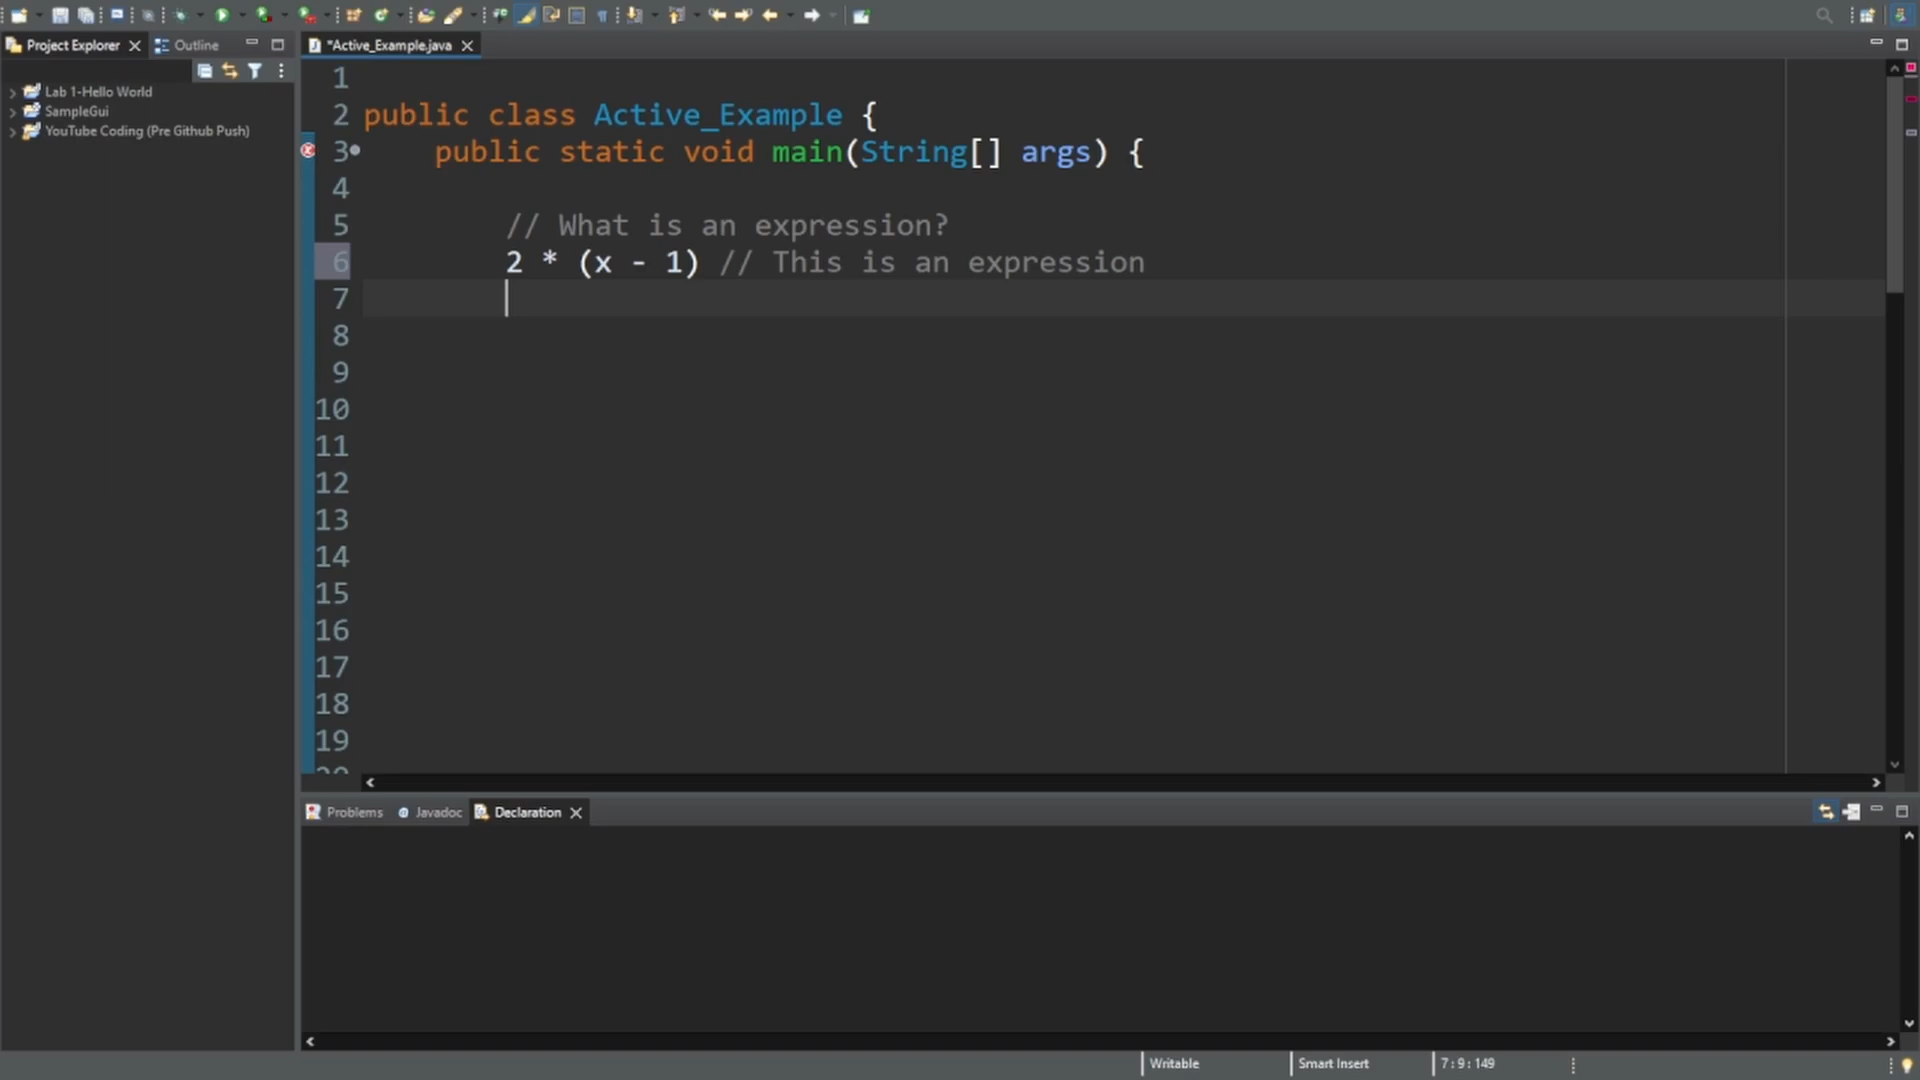 Project Explorer
Outline
*Active_Example.java
Lab 1-Hello World
SampleGui
YouTube Coding (Pre Github Push)
1
2 public class Active_Example {
3 public static void main(String[] args) {
4
5 // What is an expression?
6 2 * (x - 1) // This is an expression
7
8
9
10
11
12
13
14
15
16
17
18
19
20
Problems
Javadoc
Declaration
Writable
Smart Insert
7:9:149